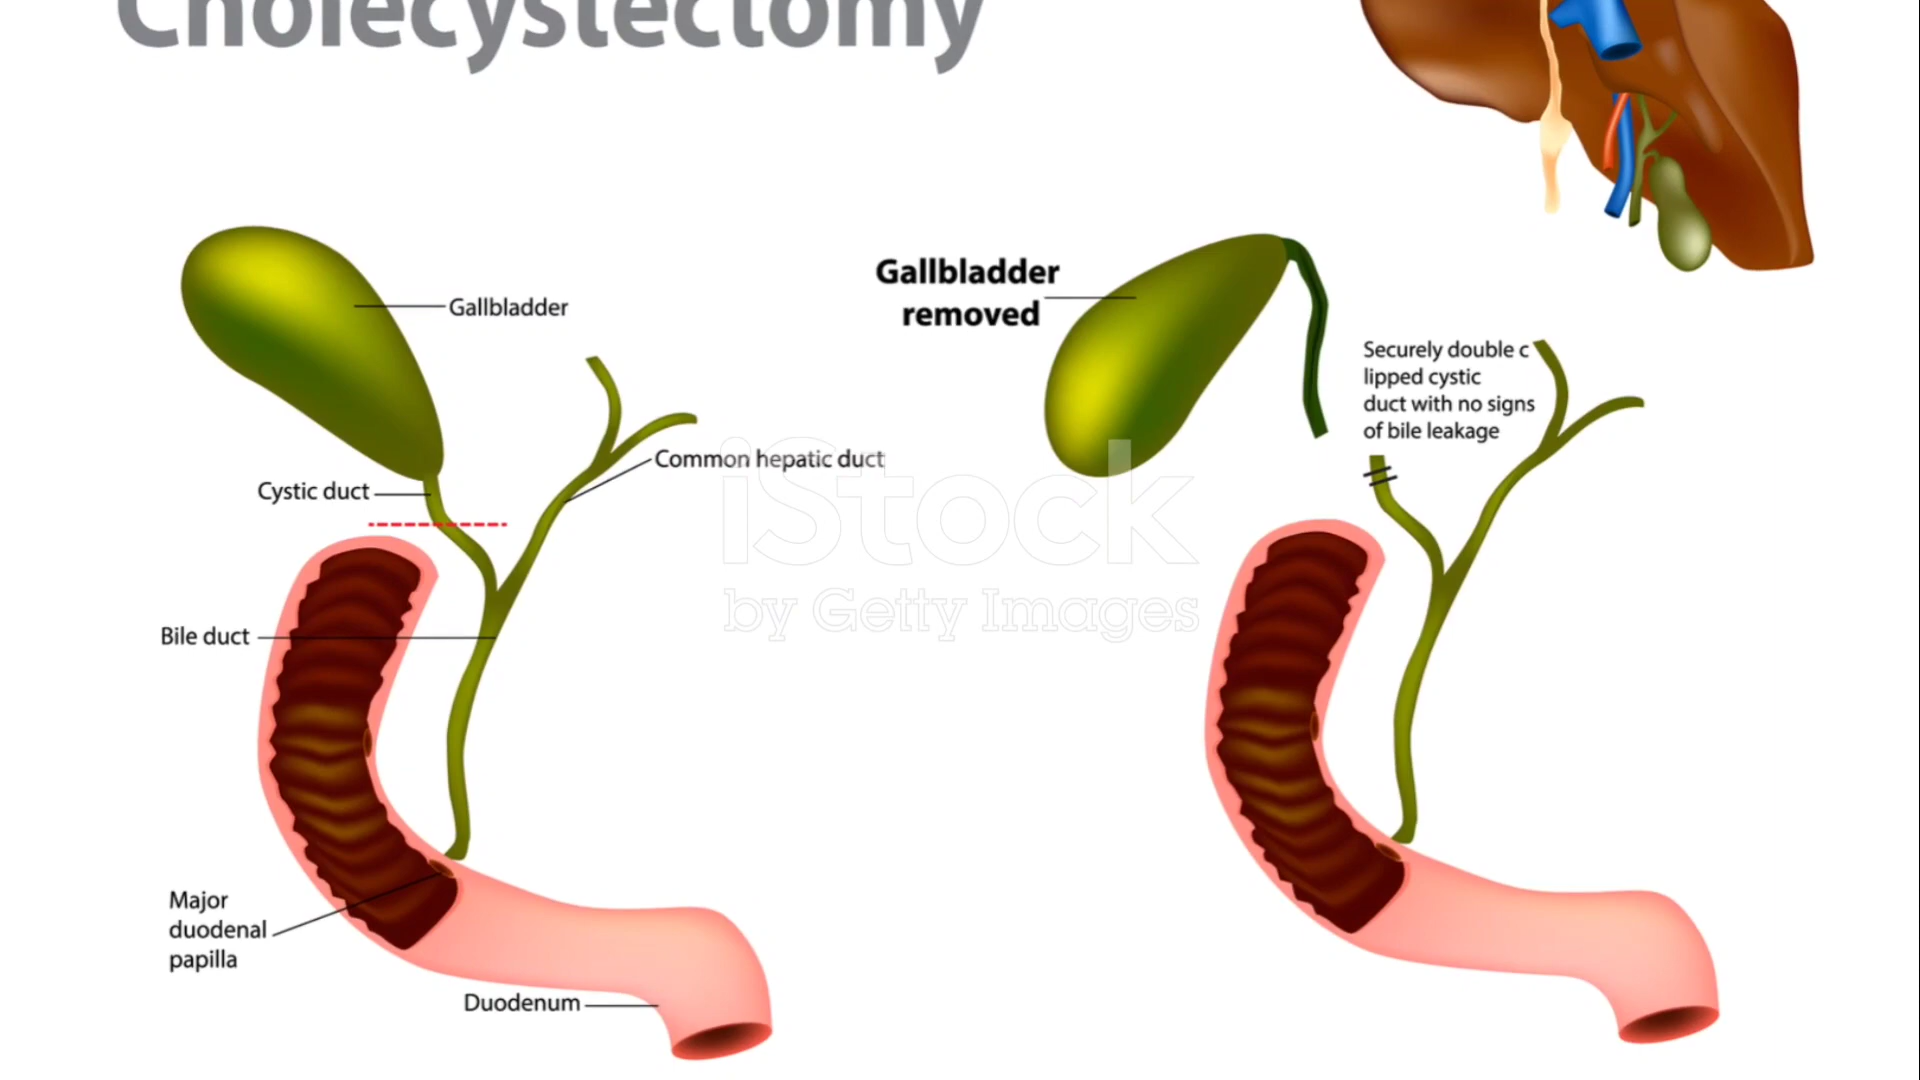 Cholecystectomy
Gallbladder
Cystic duct
Common hepatic duct
Bile duct
Major
duodenal
papilla
Duodenum
Gallbladder
removed
Securely double c
lipped cystic
duct with no signs
of bile leakage
iStock
by Getty Images